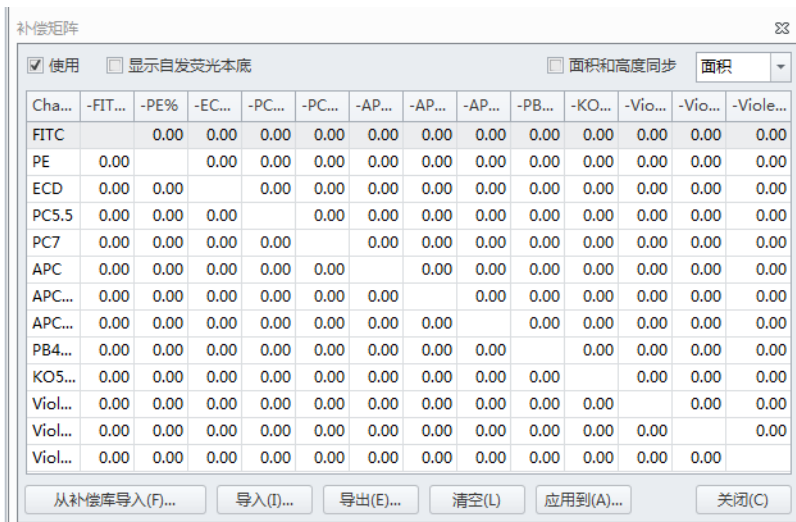 补偿矩阵
使用 显示自发荧光本底 面积和高度同步 面积
Cha... -FIT... -PE% -EC... -PC... -PC... -AP... -AP... -AP... -PB... -KO... -Vio... -Vio... -Viole...
FITC 0.00 0.00 0.00 0.00 0.00 0.00 0.00 0.00 0.00 0.00 0.00 0.00
PE 0.00 0.00 0.00 0.00 0.00 0.00 0.00 0.00 0.00 0.00 0.00 0.00
ECD 0.00 0.00 0.00 0.00 0.00 0.00 0.00 0.00 0.00 0.00 0.00 0.00
PC5.5 0.00 0.00 0.00 0.00 0.00 0.00 0.00 0.00 0.00 0.00 0.00 0.00
PC7 0.00 0.00 0.00 0.00 0.00 0.00 0.00 0.00 0.00 0.00 0.00 0.00
APC 0.00 0.00 0.00 0.00 0.00 0.00 0.00 0.00 0.00 0.00 0.00 0.00
APC... 0.00 0.00 0.00 0.00 0.00 0.00 0.00 0.00 0.00 0.00 0.00 0.00
APC... 0.00 0.00 0.00 0.00 0.00 0.00 0.00 0.00 0.00 0.00 0.00 0.00
PB4... 0.00 0.00 0.00 0.00 0.00 0.00 0.00 0.00 0.00 0.00 0.00 0.00
KO5... 0.00 0.00 0.00 0.00 0.00 0.00 0.00 0.00 0.00 0.00 0.00 0.00
Viol... 0.00 0.00 0.00 0.00 0.00 0.00 0.00 0.00 0.00 0.00 0.00 0.00
Viol... 0.00 0.00 0.00 0.00 0.00 0.00 0.00 0.00 0.00 0.00 0.00 0.00
Viol... 0.00 0.00 0.00 0.00 0.00 0.00 0.00 0.00 0.00 0.00 0.00 0.00
从补偿库导入(F)... 导入(I)... 导出(E)... 清空(L) 应用到(A)... 关闭(C)